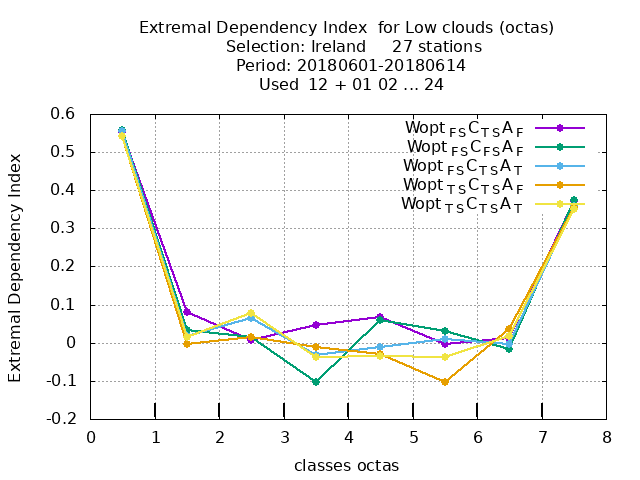 Extremal Dependency Index for Low clouds (octas)
Selection: Ireland 27 stations
Period: 20180601-20180614
Used 12 + 01 02 ... 24
Extremal Dependency Index
0.6
0.5
0.4
0.3
0.2
0.1
0
-0.1
-0.2
Wopt FS C TS A F
Wopt FS C FS A F
Wopt FS C TS A T
Wopt TS C TS A F
Wopt TS C TS A T
0 1 2 3 4 5 6 7 8
classes octas